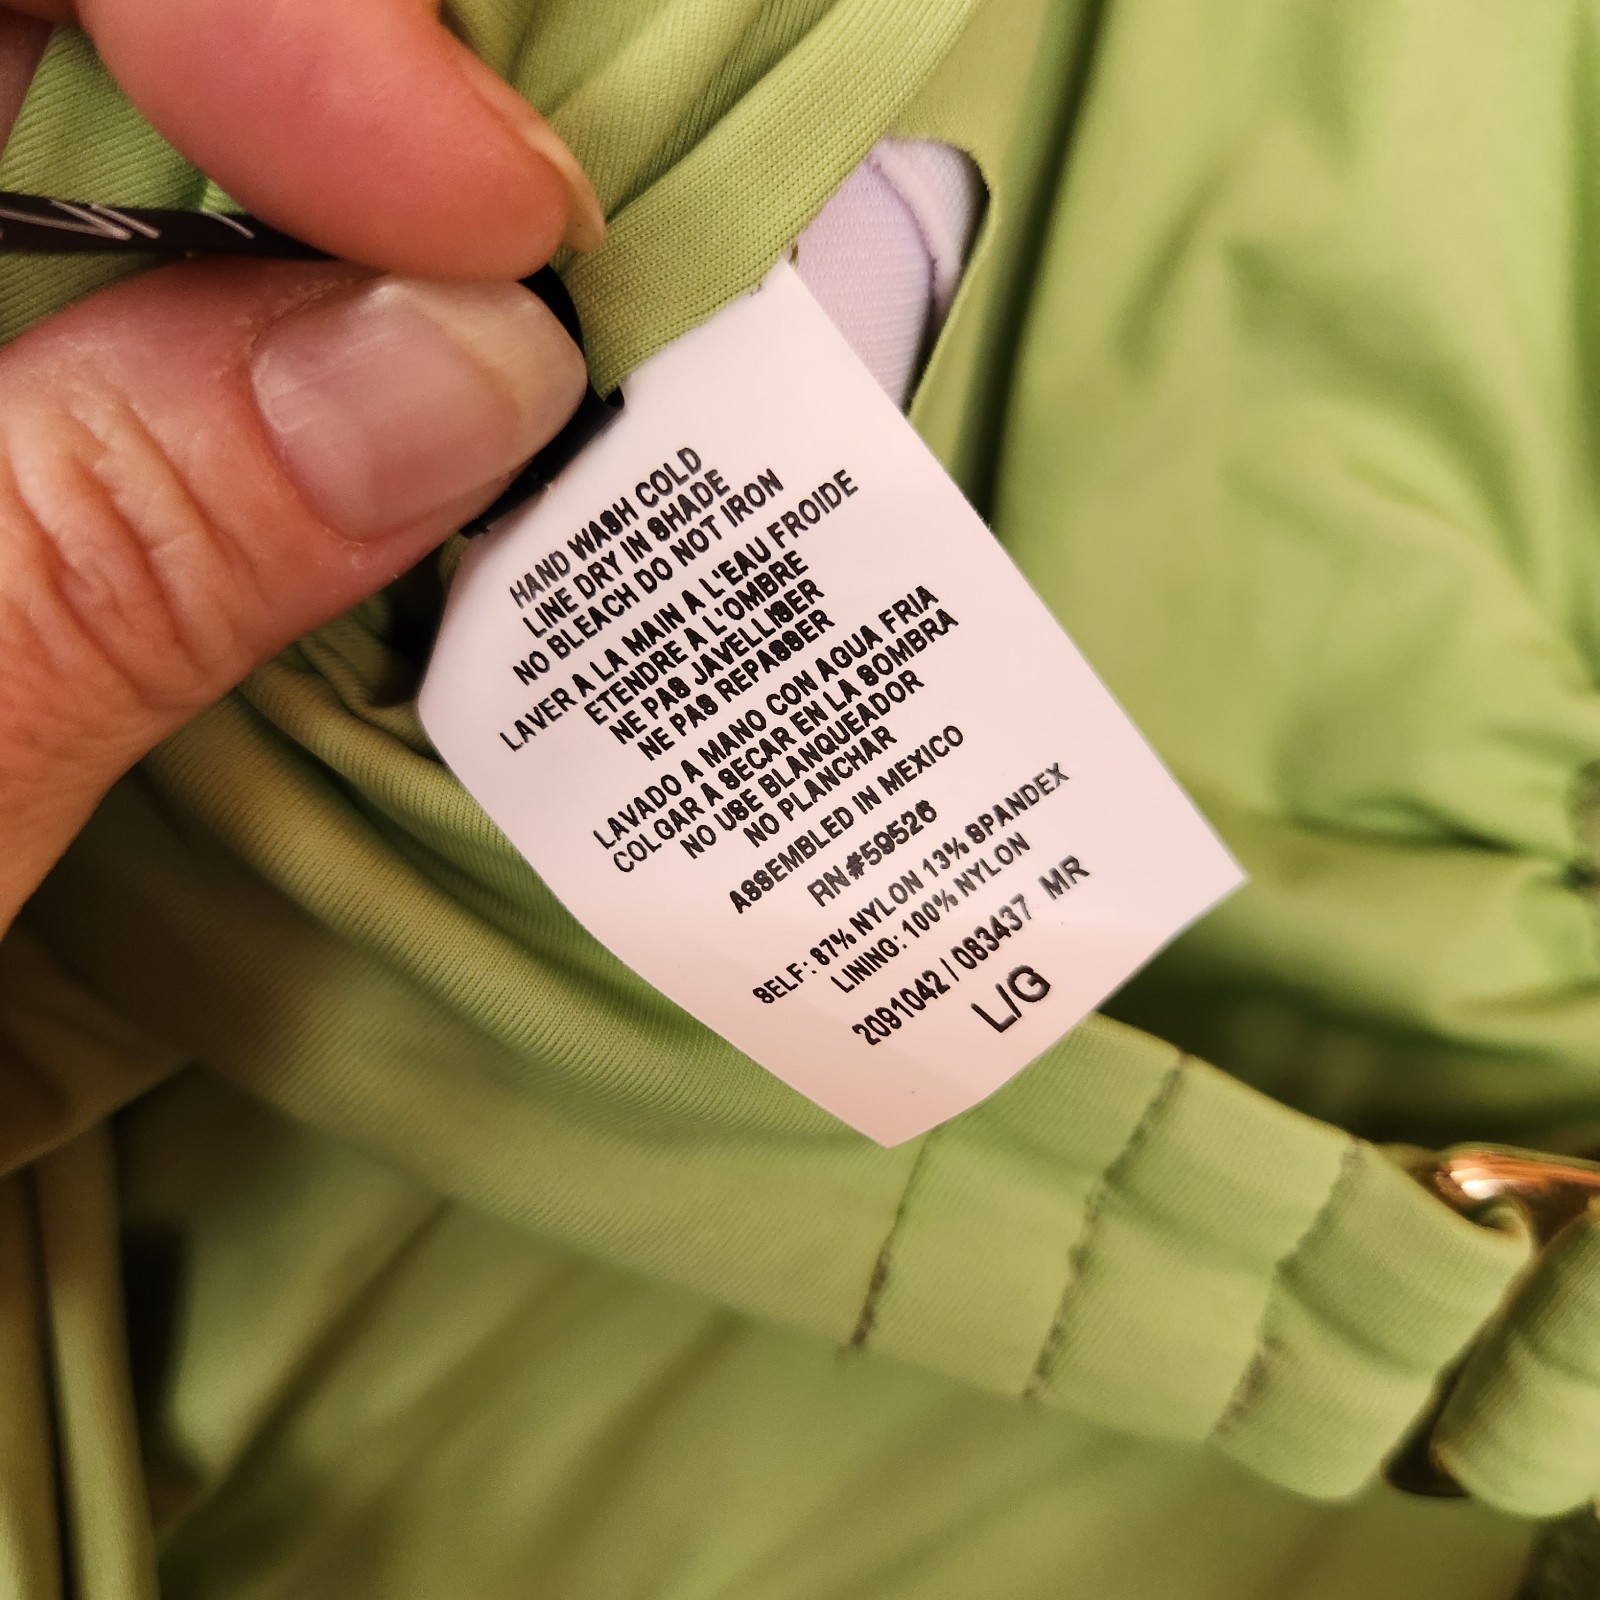 HAND WASH COLD
LINE DRY IN SHADE
NO BLEACH DO NOT IRON
LAVER A LA MAIN A L'EAU FROIDE
ETENDRE A L'OMBRE
NE PAS JAVELLISER
NE PAS REPASSER
LAVADO A MANO CON AGUA FRIA
COLGAR A SECAR EN LA SOMBRA
NO USE BLANQUEADOR
NO PLANCHAR
ASSEMBLED IN MEXICO
RN#59526
SELF: 87% NYLON 13% SPANDEX
LINING: 100% NYLON
2091042 / 083437 MR
L/G